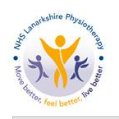 NHS Lanarkshire Physiotherapy
Move better, feel better, live better